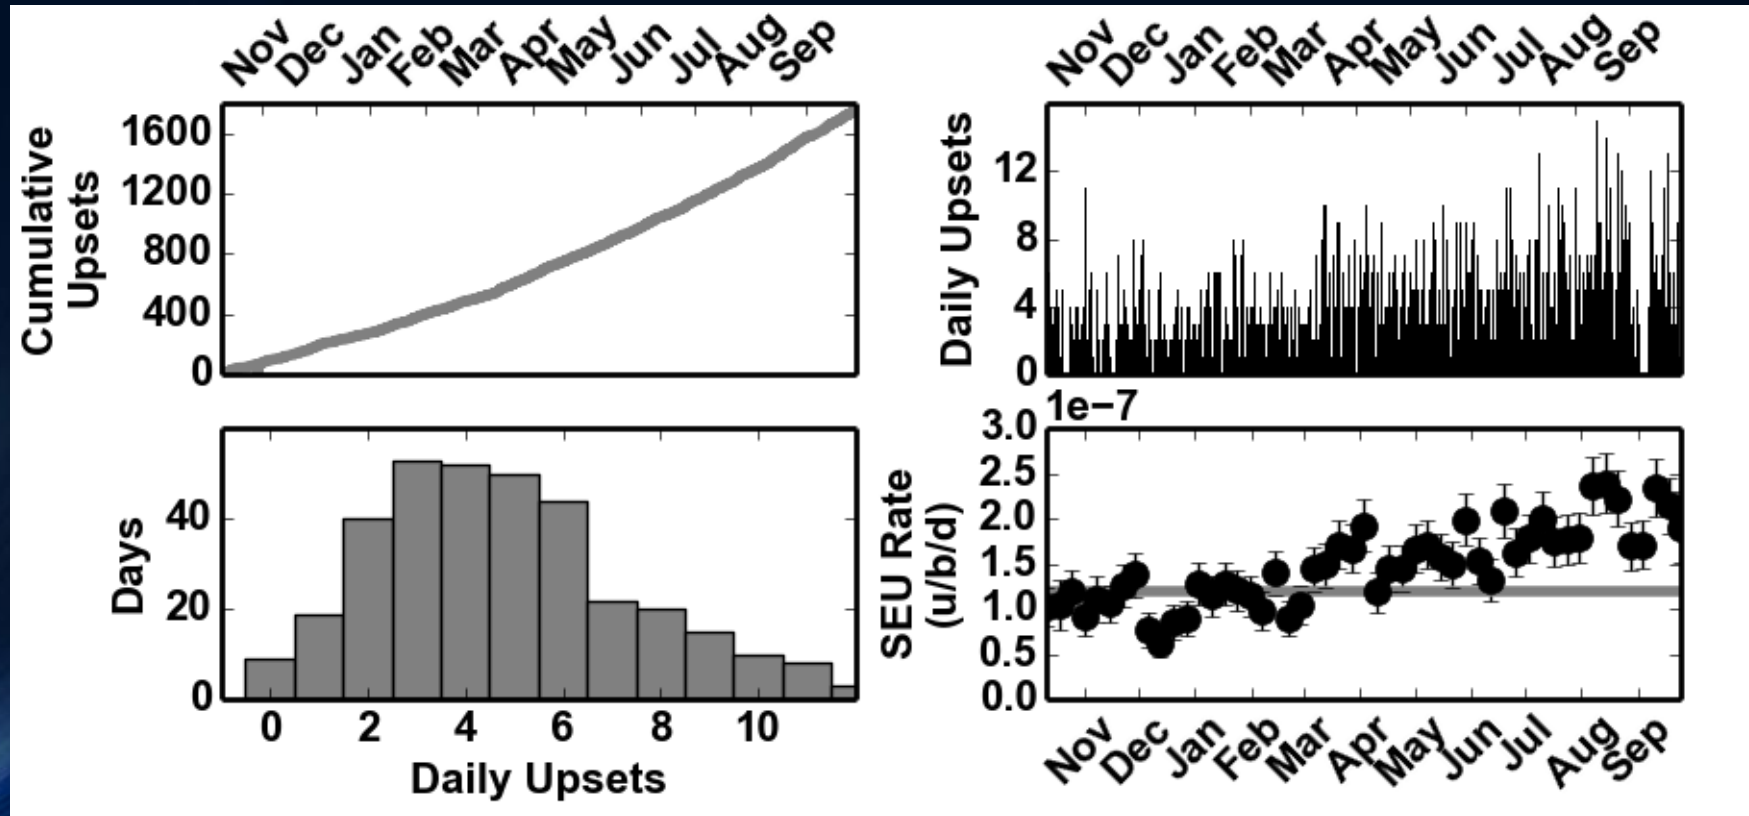 Nov Dec Jan Feb Mar Apr May Jun Jul Aug Sep
Cumulative
Upsets
1600
1200
800
400
0
Nov Dec Jan Feb Mar Apr May Jun Jul Aug Sep
Daily Upsets
12
8
4
0
Days
40
20
0
0 2 4 6 8 10
Daily Upsets
1e−7
SEU Rate
(u/b/d)
3.0
2.5
2.0
1.5
1.0
0.5
0.0
Nov Dec Jan Feb Mar Apr May Jun Jul Aug Sep